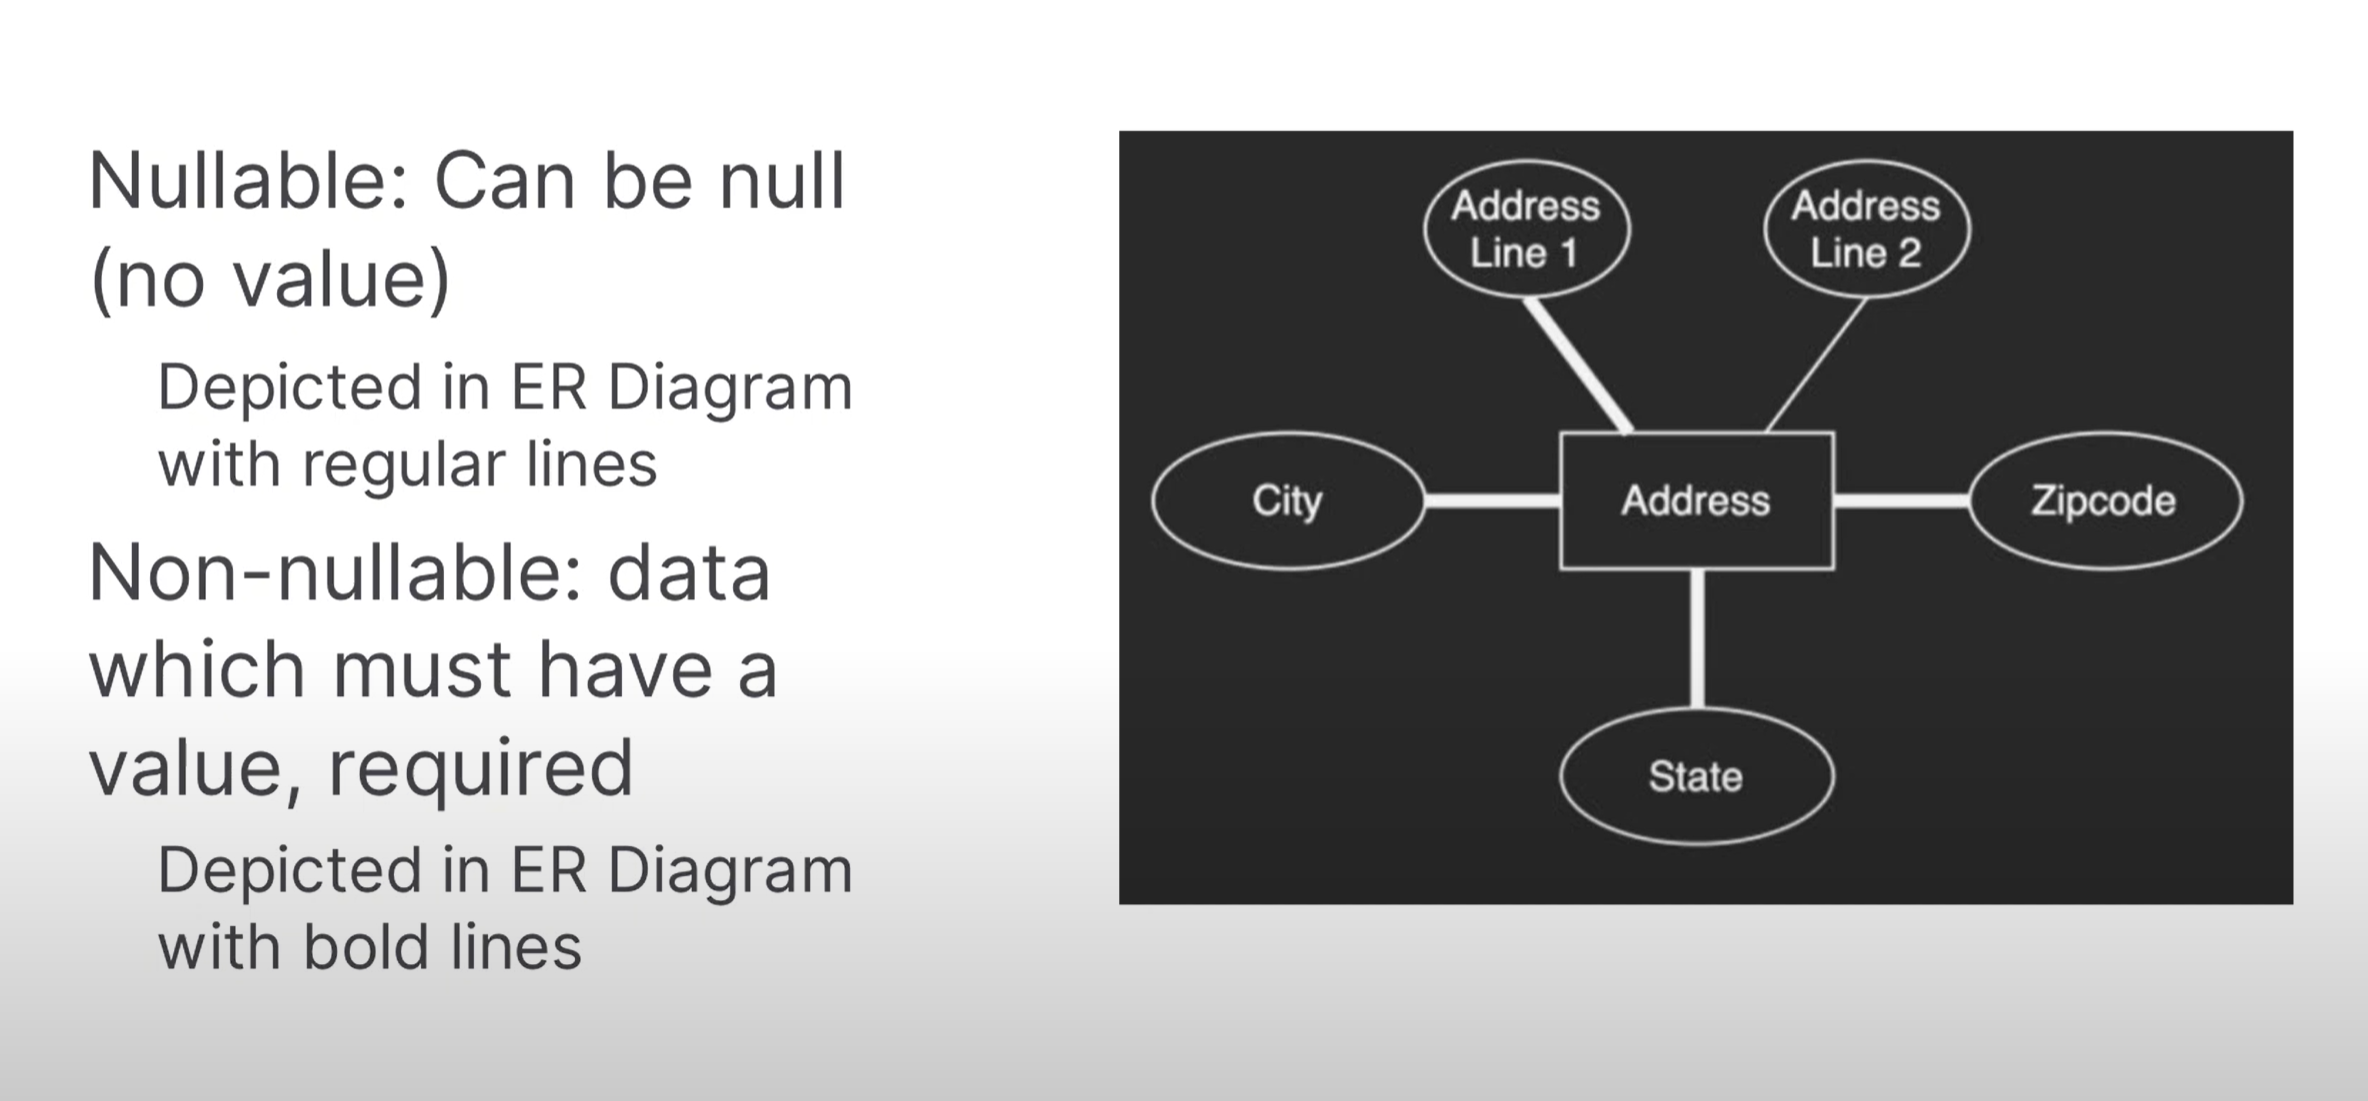 Nullable: Can be null
(no value)
Depicted in ER Diagram
with regular lines
Non-nullable: data
which must have a
value, required
Depicted in ER Diagram
with bold lines
Address
Line 1
Address
Line 2
City
Address
Zipcode
State